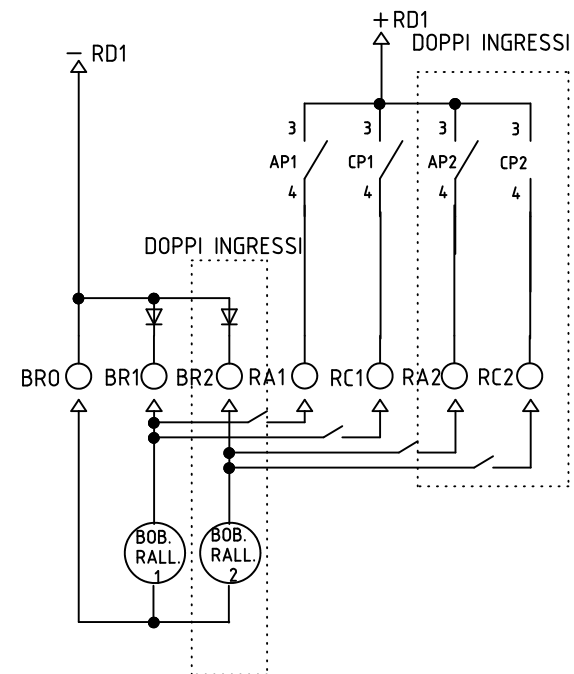 +RD1
DOPPI INGRESSI
− RD1
3 3 3 3
AP1 CP1 AP2 CP2
4 4 4 4
DOPPI INGRESSI
BR0 BR1 BR2 RA1 RC1 RA2 RC2
BOB. RALL. 1
BOB. RALL. 2